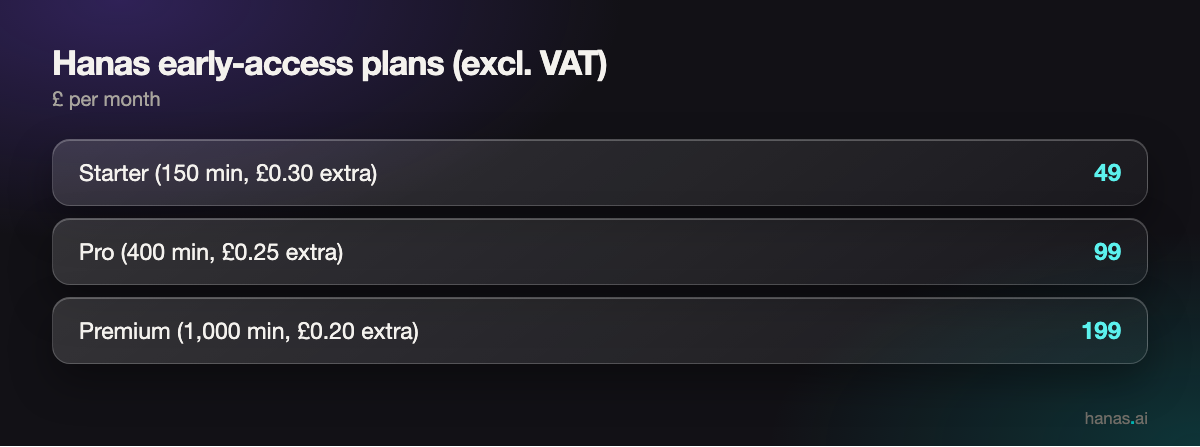 Hanas early-access plans (excl. VAT)
£ per month
Starter (150 min, £0.30 extra) 49
Pro (400 min, £0.25 extra) 99
Premium (1,000 min, £0.20 extra) 199
hanas.ai